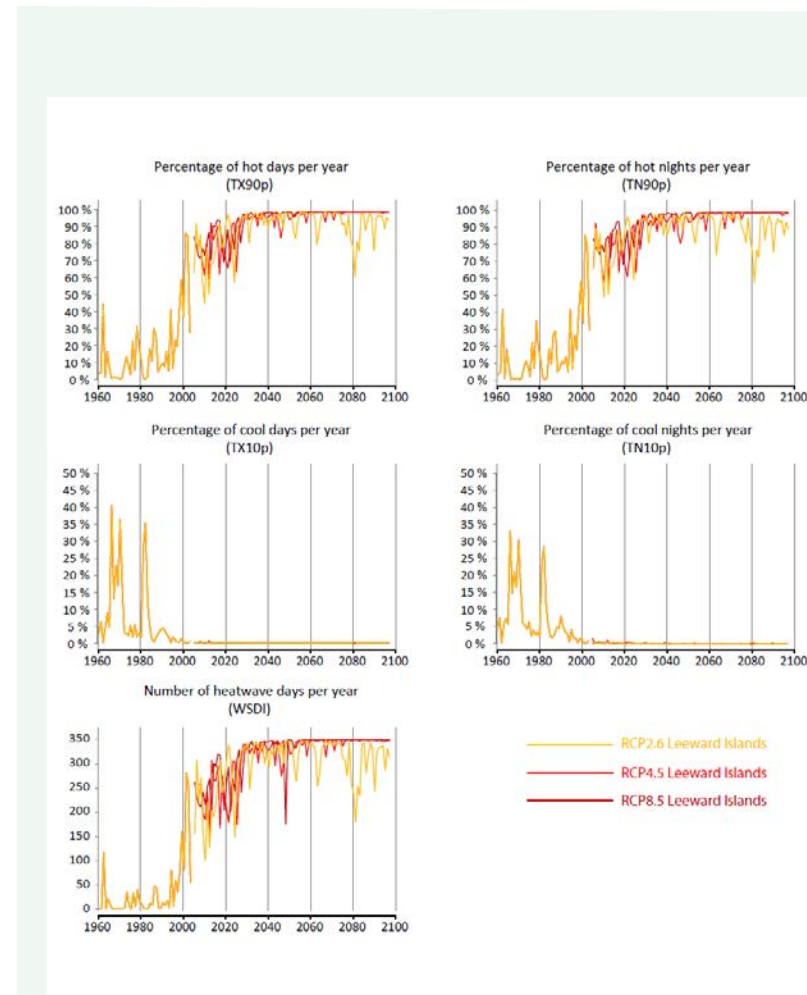 Percentage of hot days per year
(TX90p)
100 %
90 %
80 %
70 %
60 %
50 %
40 %
30 %
20 %
10 %
0 %
1960 1980 2000 2020 2040 2060 2080 2100
Percentage of hot nights per year
(TN90p)
100 %
90 %
80 %
70 %
60 %
50 %
40 %
30 %
20 %
10 %
0 %
1960 1980 2000 2020 2040 2060 2080 2100
Percentage of cool days per year
(TX10p)
50 %
45 %
40 %
35 %
30 %
25 %
20 %
15 %
10 %
5 %
0 %
1960 1980 2000 2020 2040 2060 2080 2100
Percentage of cool nights per year
(TN10p)
50 %
45 %
40 %
35 %
30 %
25 %
20 %
15 %
10 %
5 %
0 %
1960 1980 2000 2020 2040 2060 2080 2100
Number of heatwave days per year
(WSDI)
350
300
250
200
150
100
50
0
1960 1980 2000 2020 2040 2060 2080 2100
RCP2.6 Leeward Islands
RCP4.5 Leeward Islands
RCP8.5 Leeward Islands